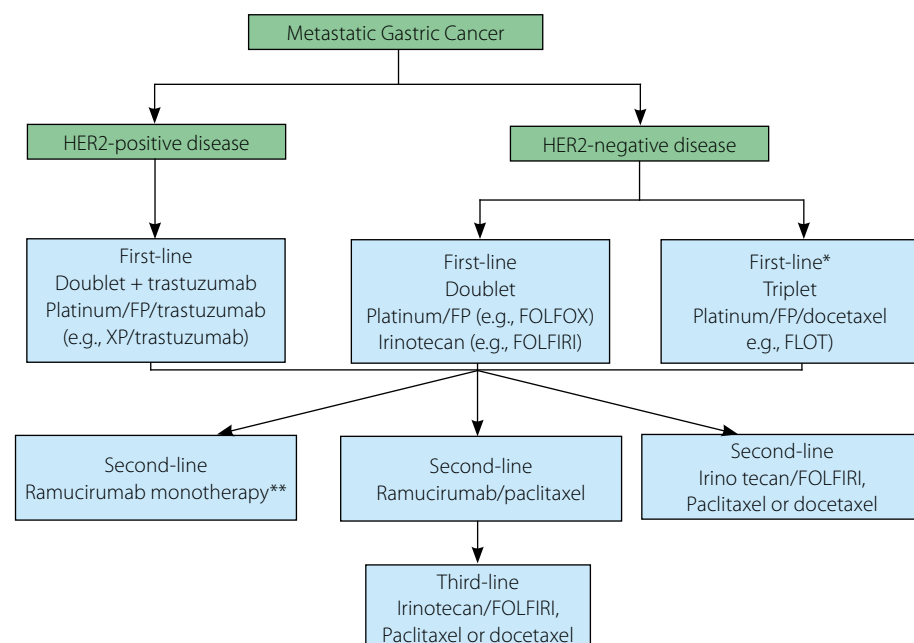 Metastatic Gastric Cancer
HER2-positive disease
HER2-negative disease
First-line
Doublet + trastuzumab
Platinum/FP/trastuzumab
(e.g., XP/trastuzumab)
First-line
Doublet
Platinum/FP (e.g., FOLFOX)
Irinotecan (e.g., FOLFIRI)
First-line*
Triplet
Platinum/FP/docetaxel
e.g., FLOT)
Second-line
Ramucirumab monotherapy**
Second-line
Ramucirumab/paclitaxel
Second-line
Irino tecan/FOLFIRI,
Paclitaxel or docetaxel
Third-line
Irinotecan/FOLFIRI,
Paclitaxel or docetaxel